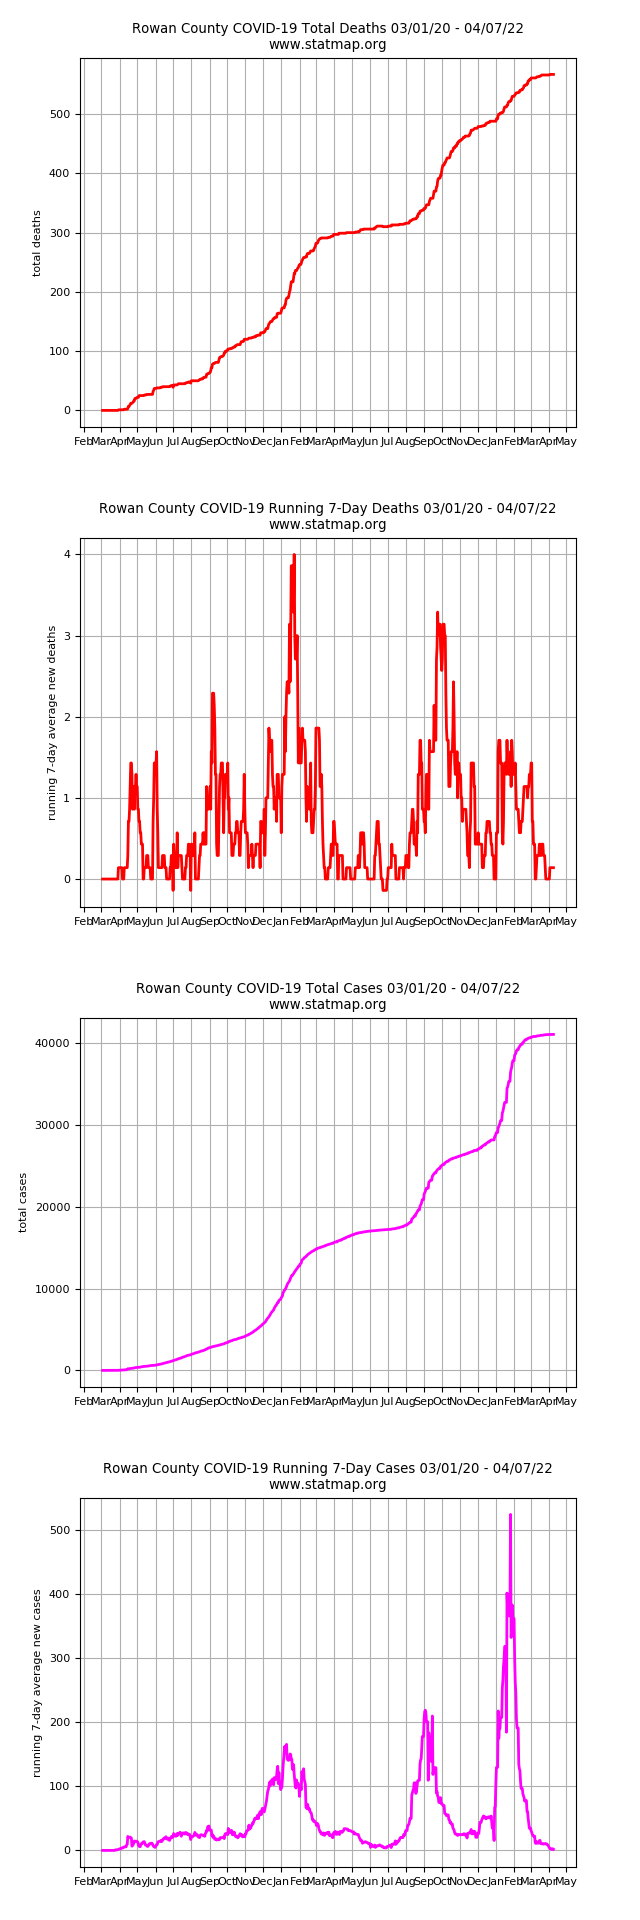 Rowan County COVID-19 Total Deaths 03/01/20 - 04/07/22
www.statmap.org
500
400
300
200
100
0
total deaths
Feb Mar Apr May Jun Jul Aug Sep Oct Nov Dec Jan Feb Mar Apr May Jun Jul Aug Sep Oct Nov Dec Jan Feb Mar Apr May
Rowan County COVID-19 Running 7-Day Deaths 03/01/20 - 04/07/22
www.statmap.org
4
3
2
1
0
running 7-day average new deaths
Feb Mar Apr May Jun Jul Aug Sep Oct Nov Dec Jan Feb Mar Apr May Jun Jul Aug Sep Oct Nov Dec Jan Feb Mar Apr May
Rowan County COVID-19 Total Cases 03/01/20 - 04/07/22
www.statmap.org
40000
30000
20000
10000
0
total cases
Feb Mar Apr May Jun Jul Aug Sep Oct Nov Dec Jan Feb Mar Apr May Jun Jul Aug Sep Oct Nov Dec Jan Feb Mar Apr May
Rowan County COVID-19 Running 7-Day Cases 03/01/20 - 04/07/22
www.statmap.org
500
400
300
200
100
0
running 7-day average new cases
Feb Mar Apr May Jun Jul Aug Sep Oct Nov Dec Jan Feb Mar Apr May Jun Jul Aug Sep Oct Nov Dec Jan Feb Mar Apr May